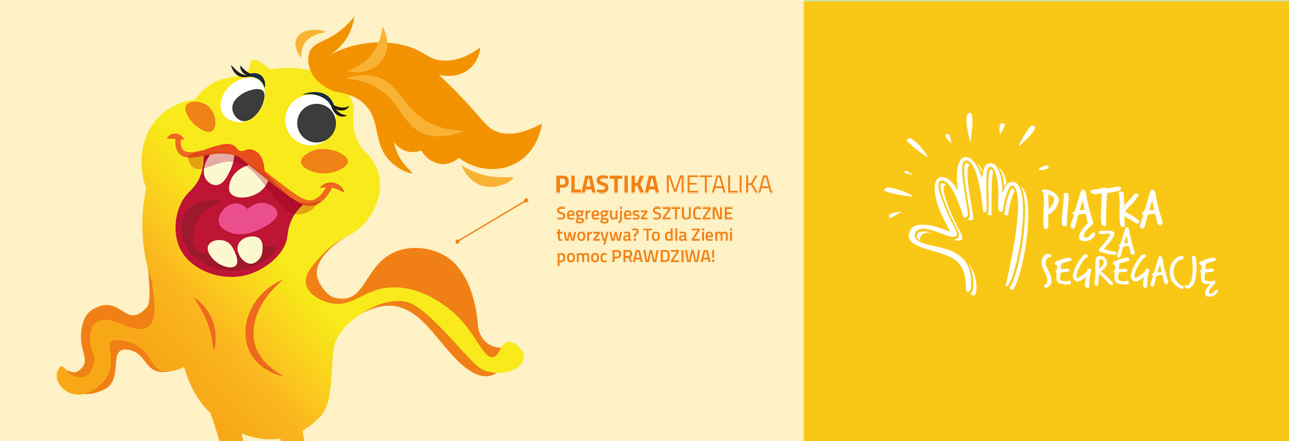 PLASTIKA METALIKA
Segregujesz SZTUCZNE
tworzywa? To dla Ziemi
pomoc PRAWDZIWA!
PIĄTKA
ZA
SEGREGACJĘ